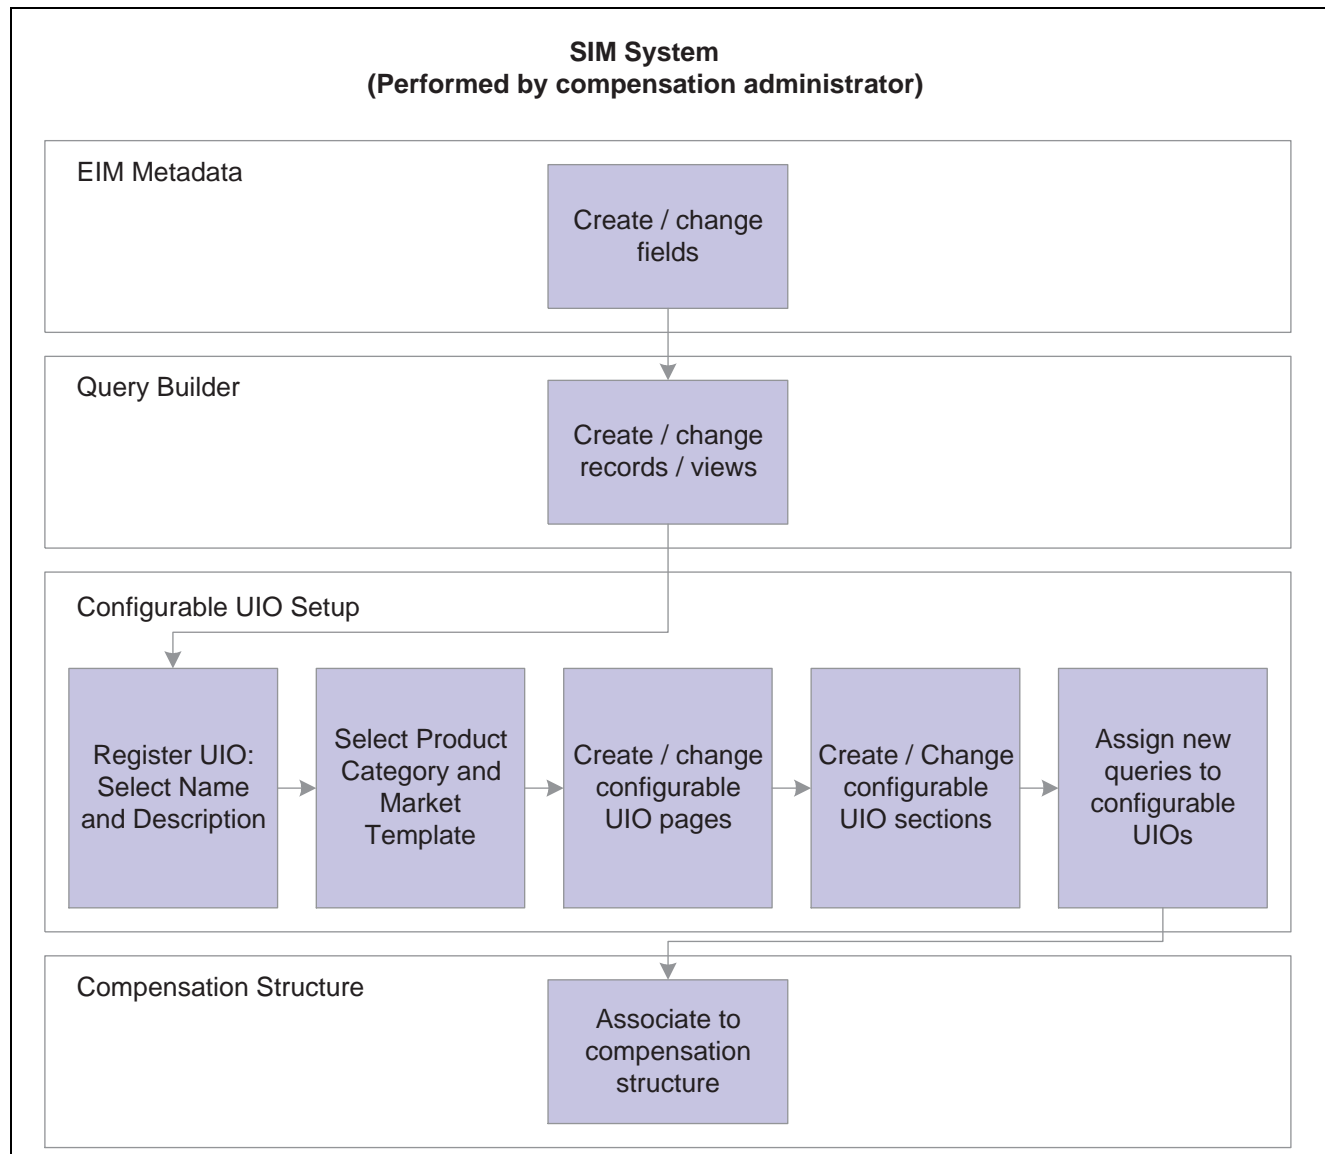 SIM System
(Performed by compensation administrator)
EIM Metadata
Create / change
fields
Query Builder
Create / change
records / views
Configurable UIO Setup
Register UIO:
Select Name
and Description
Select Product
Category and
Market
Template
Create / change
configurable
UIO pages
Create / Change
configurable
UIO sections
Assign new
queries to
configurable
UIOs
Compensation Structure
Associate to
compensation
structure